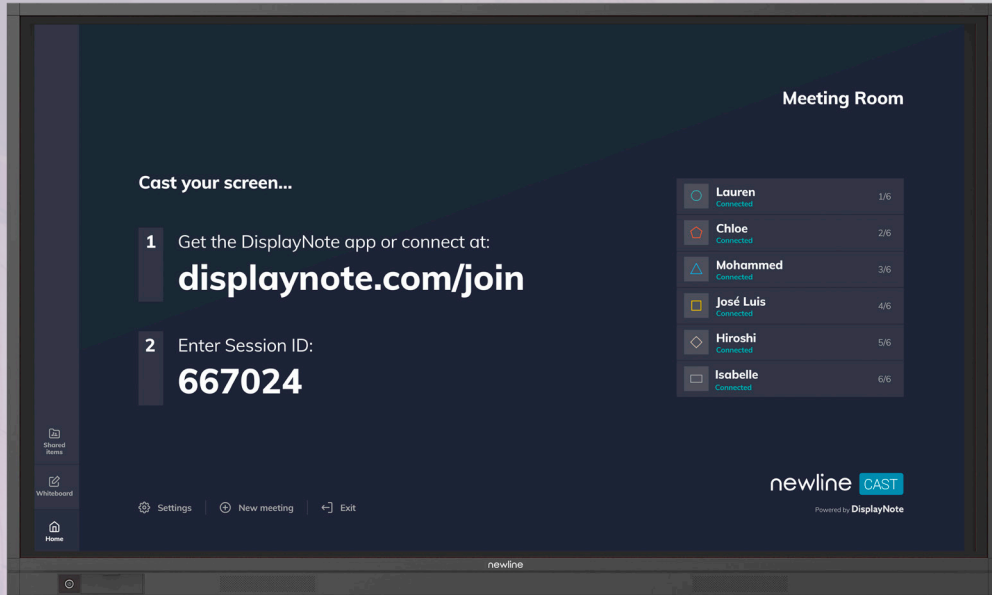 Meeting Room
Cast your screen...
1 Get the DisplayNote app or connect at:
displaynote.com/join
2 Enter Session ID:
667024
Lauren
Connected
1/6
Chloe
Connected
2/6
Mohammed
Connected
3/6
José Luis
Connected
4/6
Hiroshi
Connected
5/6
Isabelle
Connected
6/6
Shared
items
Whiteboard
Home
Settings
New meeting
Exit
newline CAST
Powered by DisplayNote
newline